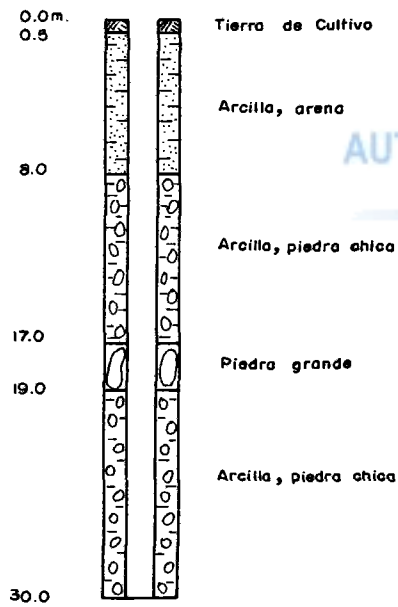 0.0m.
Tierra de Cultivo
0.5
Arcilla, arena
8.0
Arcilla, piedra chica
17.0
Piedra grande
19.0
Arcilla, piedra chica
30.0